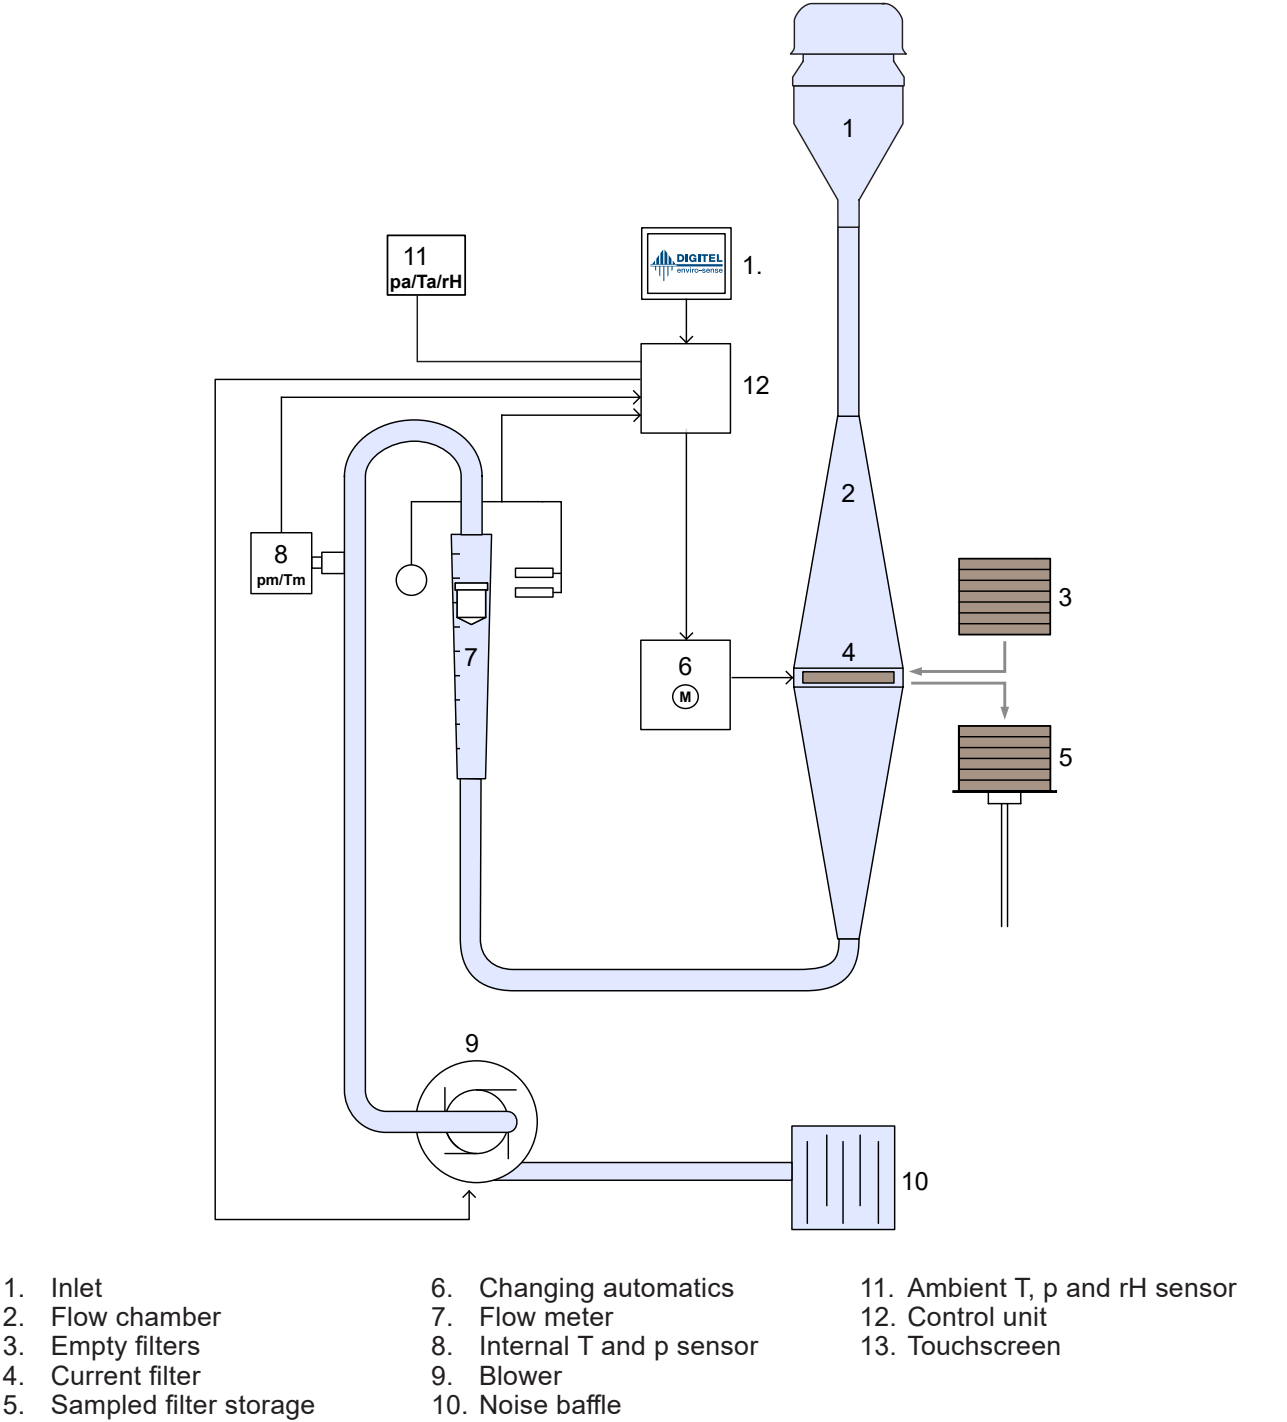 1
11
pa/Ta/rH
DIGITEL
enviro-sense
1.
12
2
8
pm/Tm
3
4
7
6
M
5
9
10
1. Inlet
2. Flow chamber
3. Empty filters
4. Current filter
5. Sampled filter storage
6. Changing automatics
7. Flow meter
8. Internal T and p sensor
9. Blower
10. Noise baffle
11. Ambient T, p and rH sensor
12. Control unit
13. Touchscreen